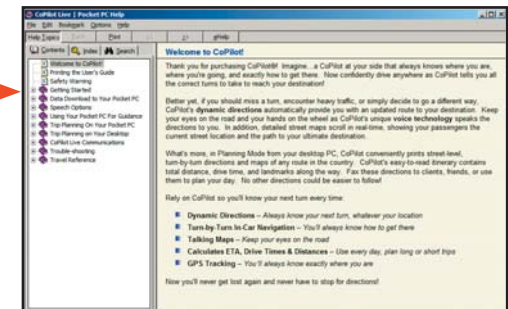 CoPilot Live | Pocket PC Help
File Edit Bookmark Options Help
Help Topics Print >> gHelp
Contents Index Search
Welcome to CoPilot!
Printing the User's Guide
Safety Warning
Getting Started
Data Download to Your Pocket PC
Speech Options
Using Your Pocket PC For Guidance
Trip Planning On Your Pocket PC
Trip Planning on Your Desktop
CoPilot Live Communications
Trouble-shooting
Travel Reference
Welcome to CoPilot!
Thank you for purchasing CoPilot®! Imagine...a CoPilot at your side that always knows where you are,
where you're going, and exactly how to get there. Now confidently drive anywhere as CoPilot tells you all
the correct turns to take to reach your destination!
Better yet, if you should miss a turn, encounter heavy traffic, or simply decide to go a different way,
CoPilot's dynamic directions automatically provide you with an updated route to your destination. Keep
your eyes on the road and your hands on the wheel as CoPilot's unique voice technology speaks the
directions to you. In addition, detailed street maps scroll in real-time, showing your passengers the
current street location and the path to your ultimate destination.
What's more, in Planning Mode from your desktop PC, CoPilot conveniently prints street-level,
turn-by-turn directions and maps of any route in the country. CoPilot's easy-to-read itinerary contains
total distance, drive time, and landmarks along the way. Fax these directions to clients, friends, or use
them to plan your day. No other directions could be easier to follow!
Rely on CoPilot so you'll know your next turn every time:
Dynamic Directions – Always know your next turn, whatever your location
Turn-by-Turn In-Car Navigation – You'll always know how to get there
Talking Maps – Keep your eyes on the road
Calculates ETA, Drive Times & Distances – Use every day, plan long or short trips
GPS Tracking – You'll always know exactly where you are
Now you'll never get lost again and never have to stop for directions!